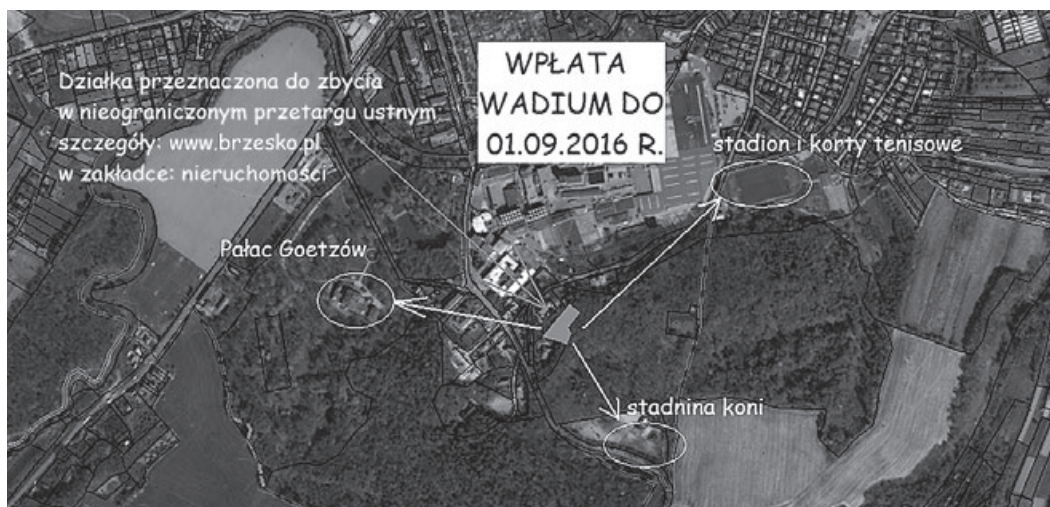 Działka przeznaczona do zbycia
w nieograniczonym przetargu ustnym
szczegóły: www.brzesko.pl
w zakładce: nieruchomości
WPŁATA
WADIUM DO
01.09.2016 R.
stadion i korty tenisowe
Pałac Goetzów
stadnina koni